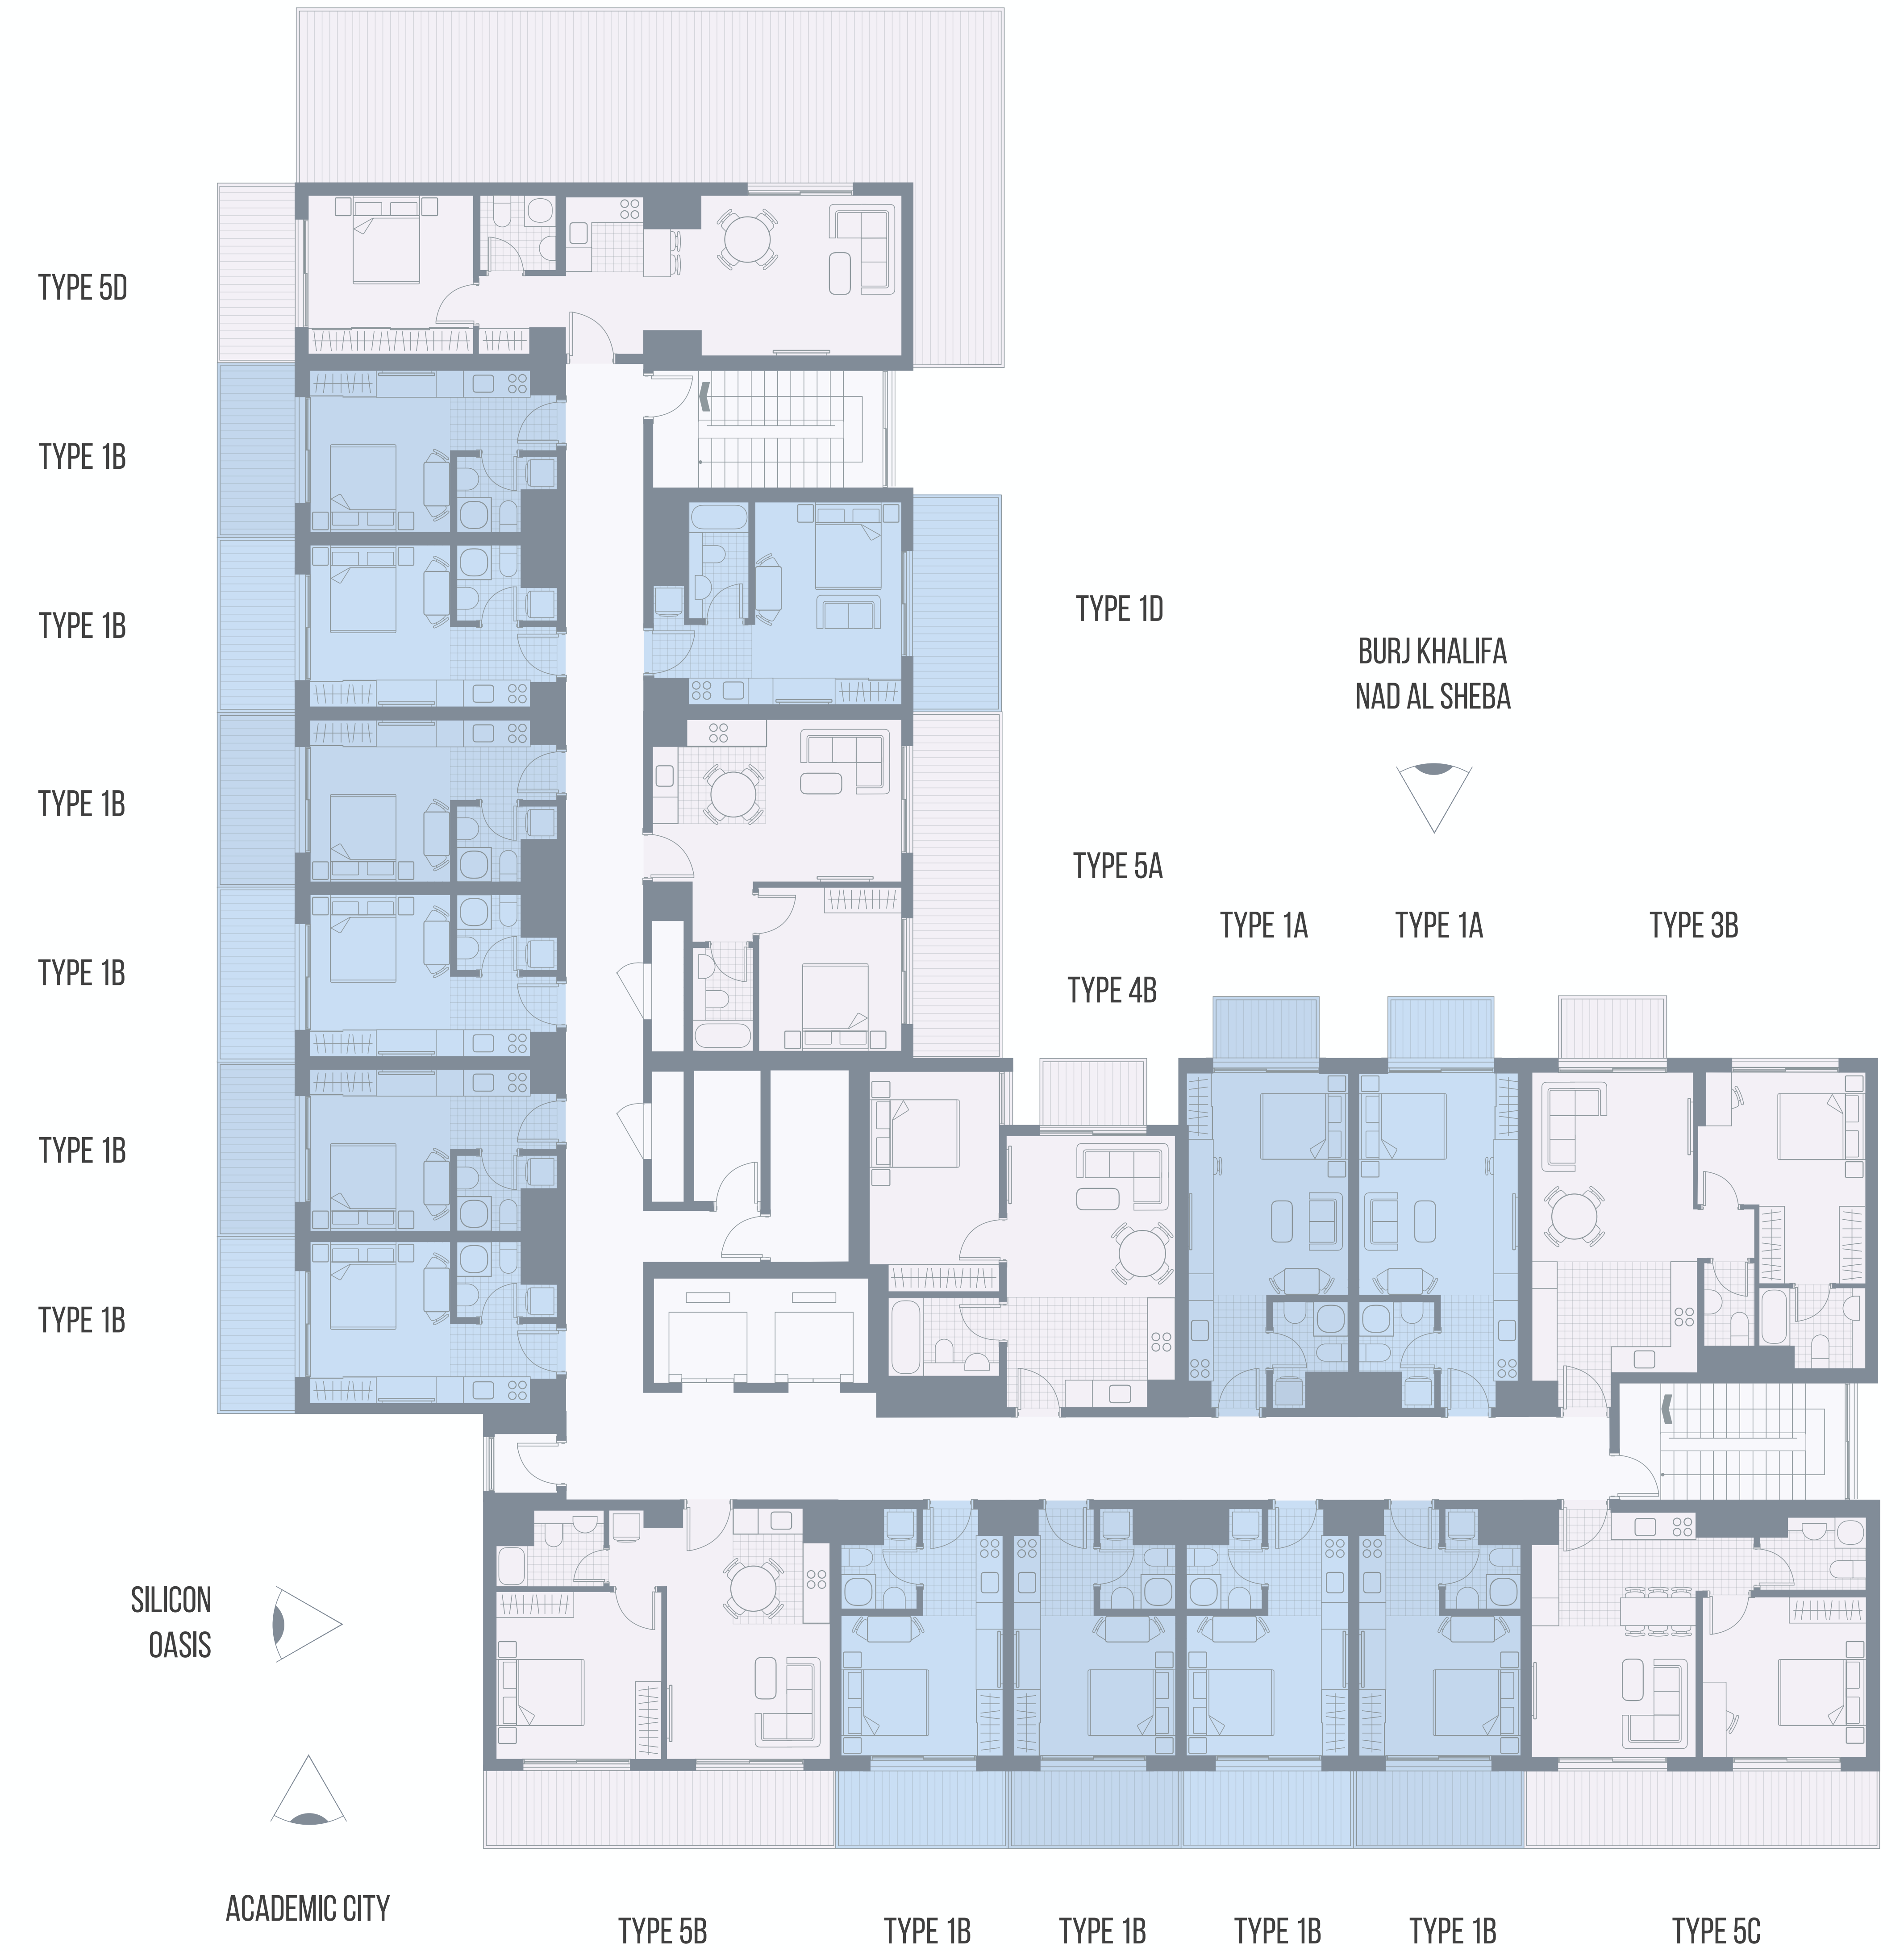 TYPE 5D
TYPE 1B
TYPE 1B
TYPE 1D
BURJ KHALIFA
NAD AL SHEBA
TYPE 1B
TYPE 5A
TYPE 1A
TYPE 1A
TYPE 3B
TYPE 1B
TYPE 4B
TYPE 1B
TYPE 1B
SILICON
OASIS
ACADEMIC CITY
TYPE 5B
TYPE 1B
TYPE 1B
TYPE 1B
TYPE 1B
TYPE 5C